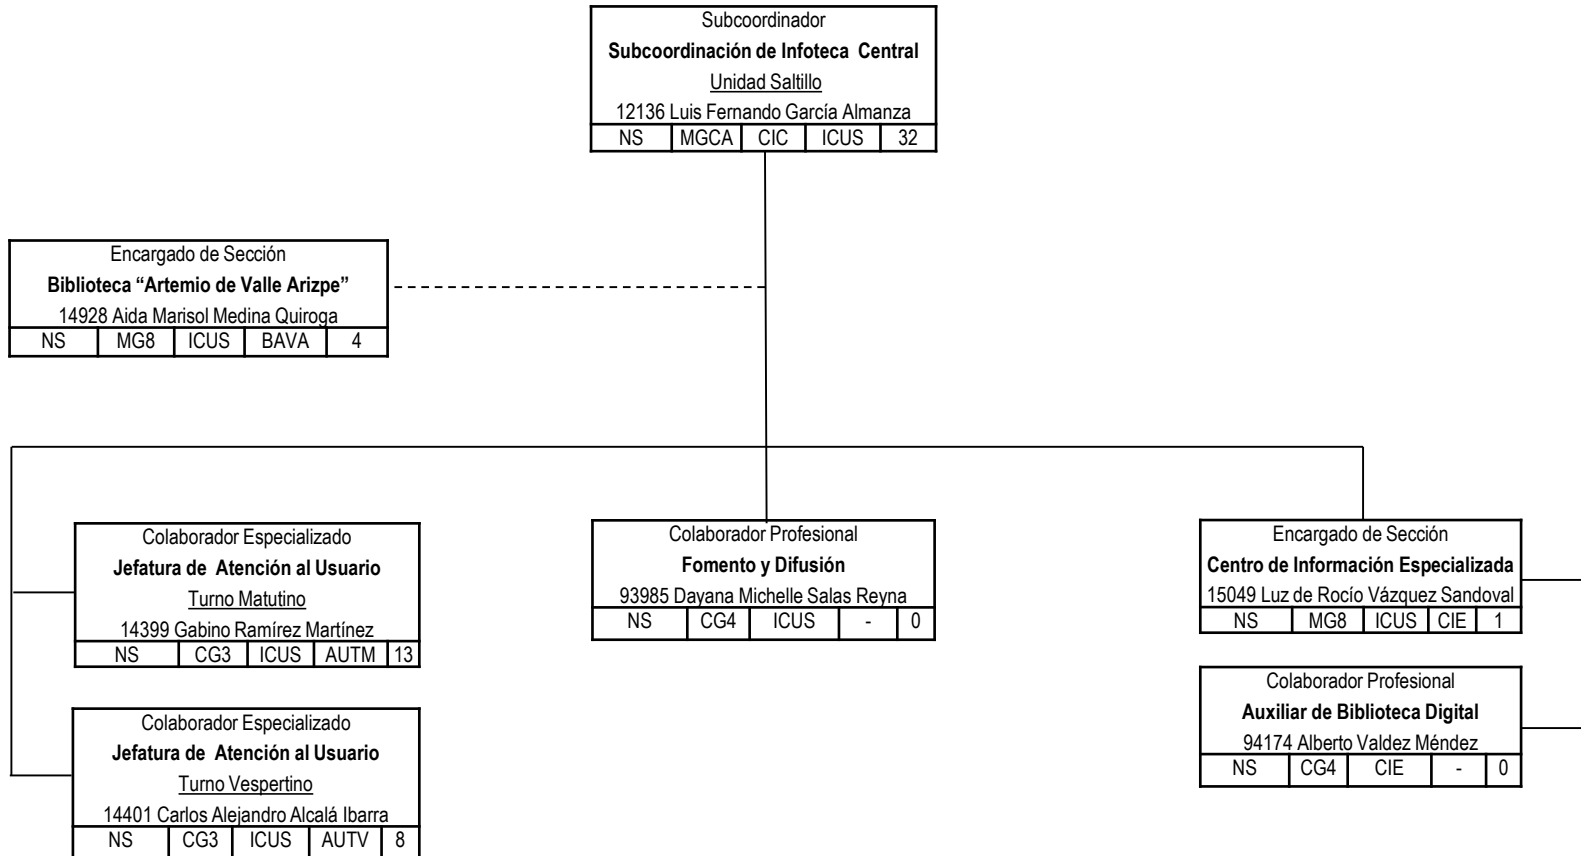 Subcoordinador
Subcoordinación de Infoteca Central
Unidad Saltillo
12136 Luis Fernando García Almanza
NS MGCA CIC ICUS 32
Encargado de Sección
Biblioteca “Artemio de Valle Arizpe”
14928 Aida Marisol Medina Quiroga
NS MG8 ICUS BAVA 4
Colaborador Especializado
Jefatura de Atención al Usuario
Turno Matutino
14399 Gabino Ramírez Martínez
NS CG3 ICUS AUTM 13
Colaborador Especializado
Jefatura de Atención al Usuario
Turno Vespertino
14401 Carlos Alejandro Alcalá Ibarra
NS CG3 ICUS AUTV 8
Colaborador Profesional
Fomento y Difusión
93985 Dayana Michelle Salas Reyna
NS CG4 ICUS - 0
Encargado de Sección
Centro de Información Especializada
15049 Luz de Rocío Vázquez Sandoval
NS MG8 ICUS CIE 1
Colaborador Profesional
Auxiliar de Biblioteca Digital
94174 Alberto Valdez Méndez
NS CG4 CIE - 0